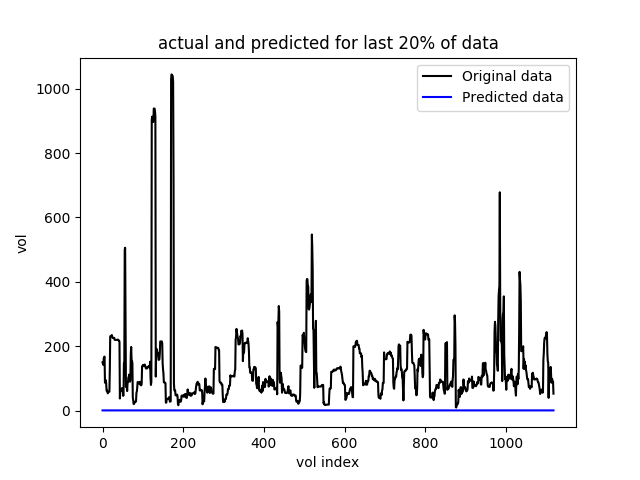 actual and predicted for last 20% of data
Original data
Predicted data
1000
800
600
400
200
0
vol
0 200 400 600 800 1000
vol index